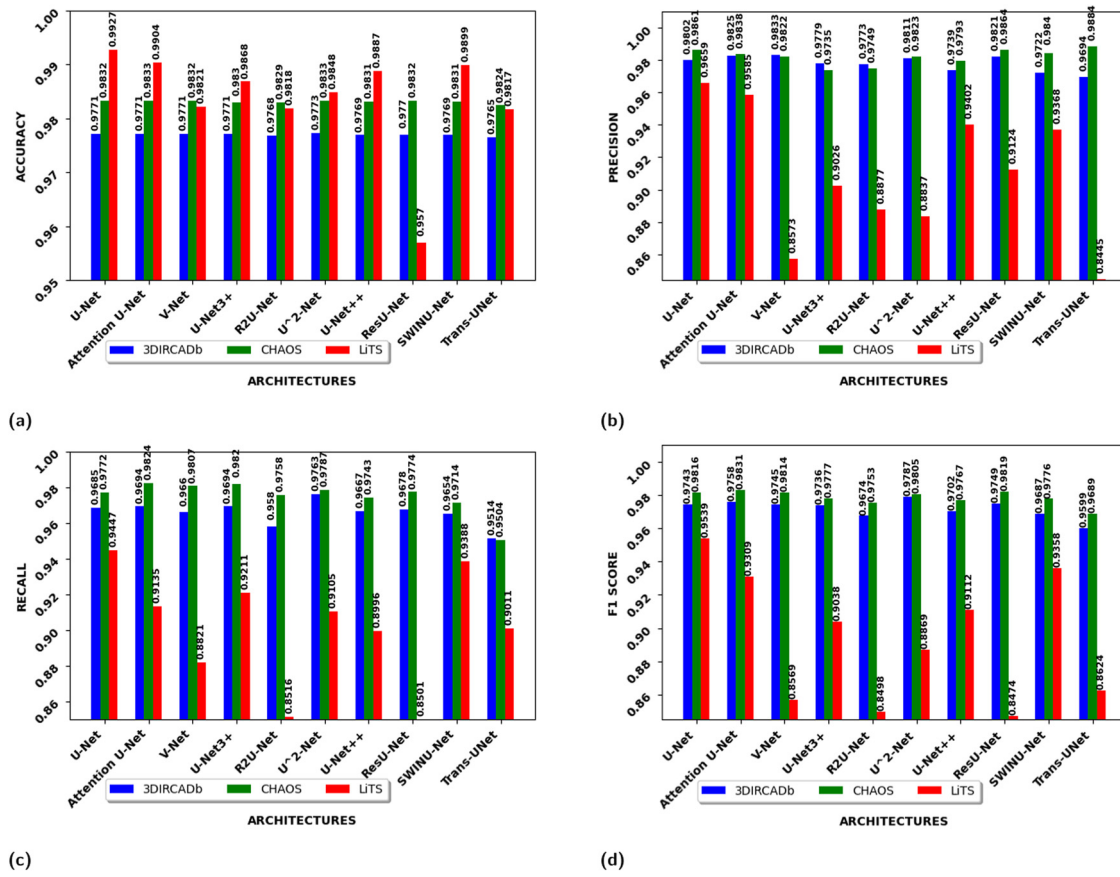 1.00
0.99
0.98
0.97
0.96
0.95
ACCURACY
0.9771 0.9832 0.9927
0.9771 0.9833 0.9904
0.9771 0.9832 0.9821
0.9771 0.983 0.9868
0.9768 0.9829 0.9818
0.9773 0.9833 0.9848
0.9769 0.9831 0.9887
0.977 0.9832 0.957
0.9769 0.9831 0.9899
0.9765 0.9824 0.9817
U-Net
Attention U-Net
V-Net
U-Net3+
R2U-Net
U^2-Net
U-Net++
ResU-Net
SWINU-Net
Trans-UNet
3DIRCADb CHAOS LiTS
ARCHITECTURES
(a)
1.00
0.98
0.96
0.94
0.92
0.90
0.88
0.86
PRECISION
0.9802 0.9861 0.9659
0.9825 0.9838 0.9585
0.9833 0.9822 0.8573
0.9779 0.9735 0.9026
0.9773 0.9749 0.8877
0.9811 0.9823 0.8837
0.9739 0.9793 0.9402
0.9821 0.9864 0.9124
0.9722 0.984 0.9368
0.9694 0.9884 0.8445
U-Net
Attention U-Net
V-Net
U-Net3+
R2U-Net
U^2-Net
U-Net++
ResU-Net
SWINU-Net
Trans-UNet
3DIRCADb CHAOS LiTS
ARCHITECTURES
(b)
1.00
0.98
0.96
0.94
0.92
0.90
0.88
0.86
RECALL
0.9685 0.9772 0.9447
0.9694 0.9824 0.9135
0.966 0.9807 0.8821
0.9694 0.982 0.9211
0.958 0.9758 0.8516
0.9763 0.9787 0.9105
0.9667 0.9743 0.8996
0.9678 0.9774 0.8501
0.9654 0.9714 0.9388
0.9514 0.9504 0.9011
U-Net
Attention U-Net
V-Net
U-Net3+
R2U-Net
U^2-Net
U-Net++
ResU-Net
SWINU-Net
Trans-UNet
3DIRCADb CHAOS LiTS
ARCHITECTURES
(c)
1.00
0.98
0.96
0.94
0.92
0.90
0.88
0.86
F1 SCORE
0.9743 0.9816 0.9539
0.9758 0.9831 0.9309
0.9745 0.9814 0.8569
0.9736 0.9777 0.9038
0.9674 0.9753 0.8498
0.9787 0.9805 0.8869
0.9702 0.9767 0.9112
0.9749 0.9819 0.8474
0.9687 0.9776 0.9358
0.9599 0.9689 0.8624
U-Net
Attention U-Net
V-Net
U-Net3+
R2U-Net
U^2-Net
U-Net++
ResU-Net
SWINU-Net
Trans-UNet
3DIRCADb CHAOS LiTS
ARCHITECTURES
(d)